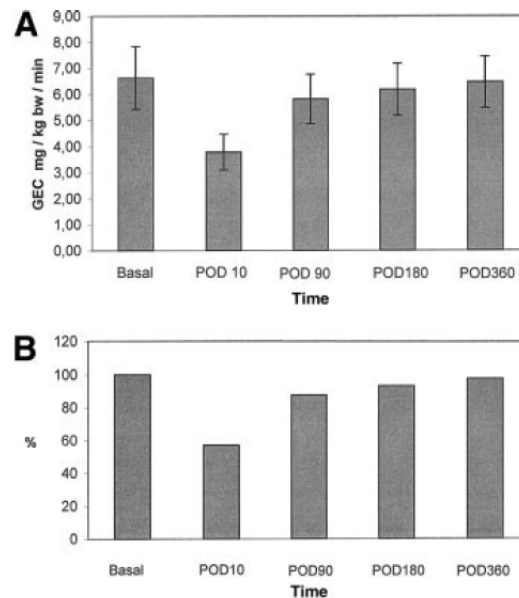 A
GEC mg / kg bw / min
9,00
8,00
7,00
6,00
5,00
4,00
3,00
2,00
1,00
0,00
Basal POD 10 POD 90 POD180 POD360
Time
B
%
120
100
80
60
40
20
0
Basal POD10 POD90 POD180 POD360
Time